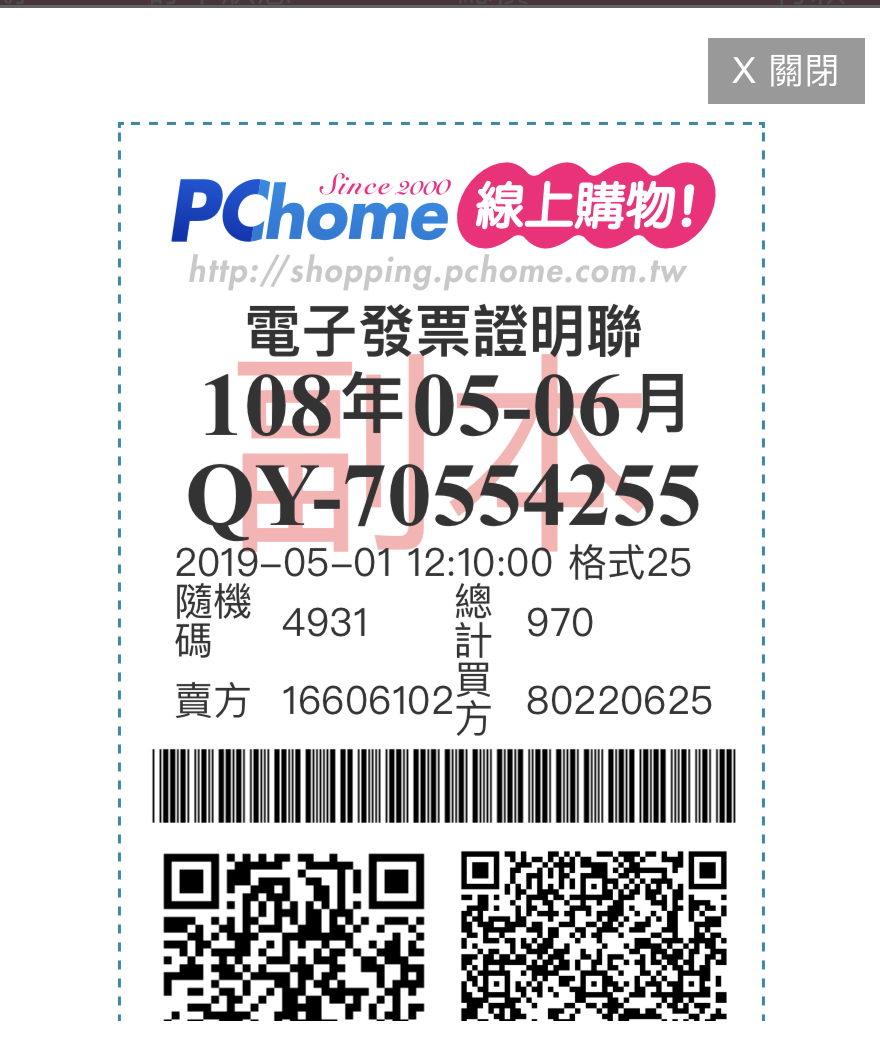 X 關閉
Since 2000
PChome 線上購物!
http://shopping.pchome.com.tw
電子發票證明聯
108年05-06月
副本
QY-70554255
2019-05-01 12:10:00 格式25
隨機碼 4931 總計 970
賣方 16606102 買方 80220625